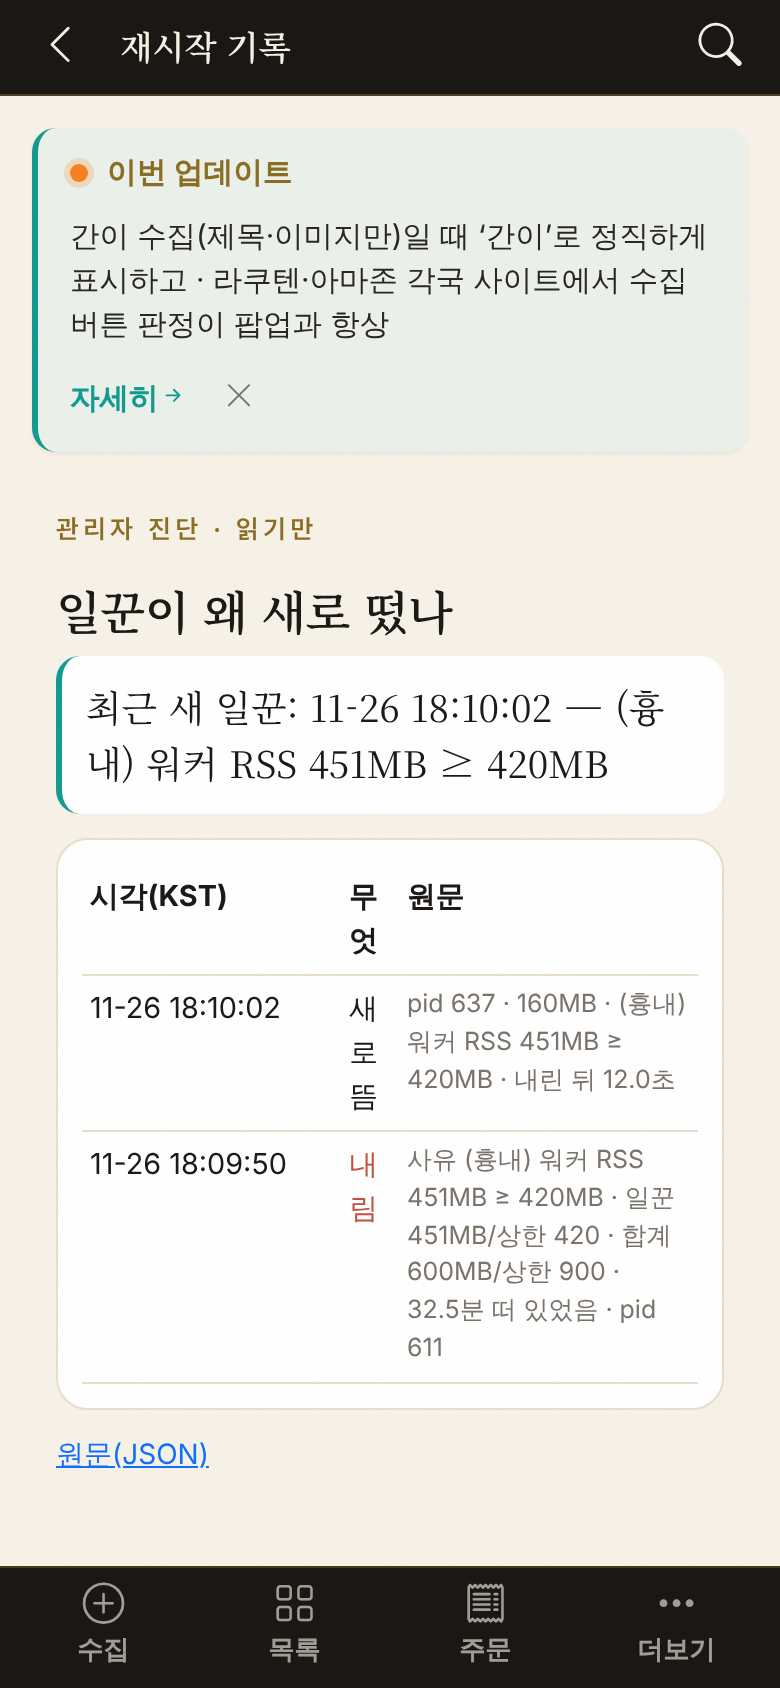 재시작 기록
이번 업데이트
간이 수집(제목·이미지만)일 때 ‘간이’로 정직하게
표시하고 · 라쿠텐·아마존 각국 사이트에서 수집
버튼 판정이 팝업과 항상
자세히 →
관리자 진단 · 읽기만
일꾼이 왜 새로 떴나
최근 새 일꾼: 11-26 18:10:02 — (흉
내) 워커 RSS 451MB ≥ 420MB
시각(KST) 무 원문
엇
11-26 18:10:02 새 pid 637 · 160MB · (흉내)
로 워커 RSS 451MB ≥
뜸 420MB · 내린 뒤 12.0초
11-26 18:09:50 내 사유 (흉내) 워커 RSS
림 451MB ≥ 420MB · 일꾼
451MB/상한 420 · 합계
600MB/상한 900 ·
32.5분 떠 있었음 · pid
611
원문(JSON)
수집 목록 주문 더보기